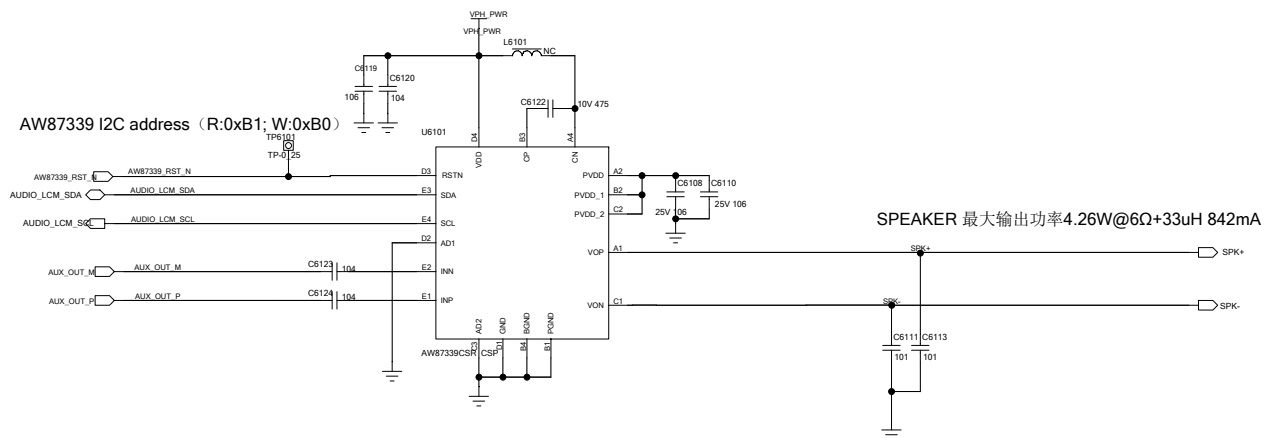 VPH_PWR
VPH_PWR
L6101
NC
C6119
106
C6120
104
C6122
10V 475
AW87339 I2C address（R:0xB1; W:0xB0）
TP6101
TP-0_25
U6101
D4
B3
A4
VDD
CP
CN
AW87339_RST_N
AW87339_RST_N
D3
RSTN
PVDD
A2
AUDIO_LCM_SDA
AUDIO_LCM_SDA
E3
SDA
PVDD_1
B2
C6108
25V 106
C6110
25V 106
AUDIO_LCM_SCL
AUDIO_LCM_SCL
E4
SCL
PVDD_2
C2
SPEAKER 最大输出功率4.26W@6Ω+33uH 842mA
D2
AD1
VOP
A1
SPK+
SPK+
AUX_OUT_M
AUX_OUT_M
C6123
104
E2
INN
AUX_OUT_P
AUX_OUT_P
C6124
104
E1
INP
VON
C1
SPK-
SPK-
AD2
GND
BGND
PGND
C3
D1
B4
B1
AW87339CSR CSP
C6111
101
C6113
101